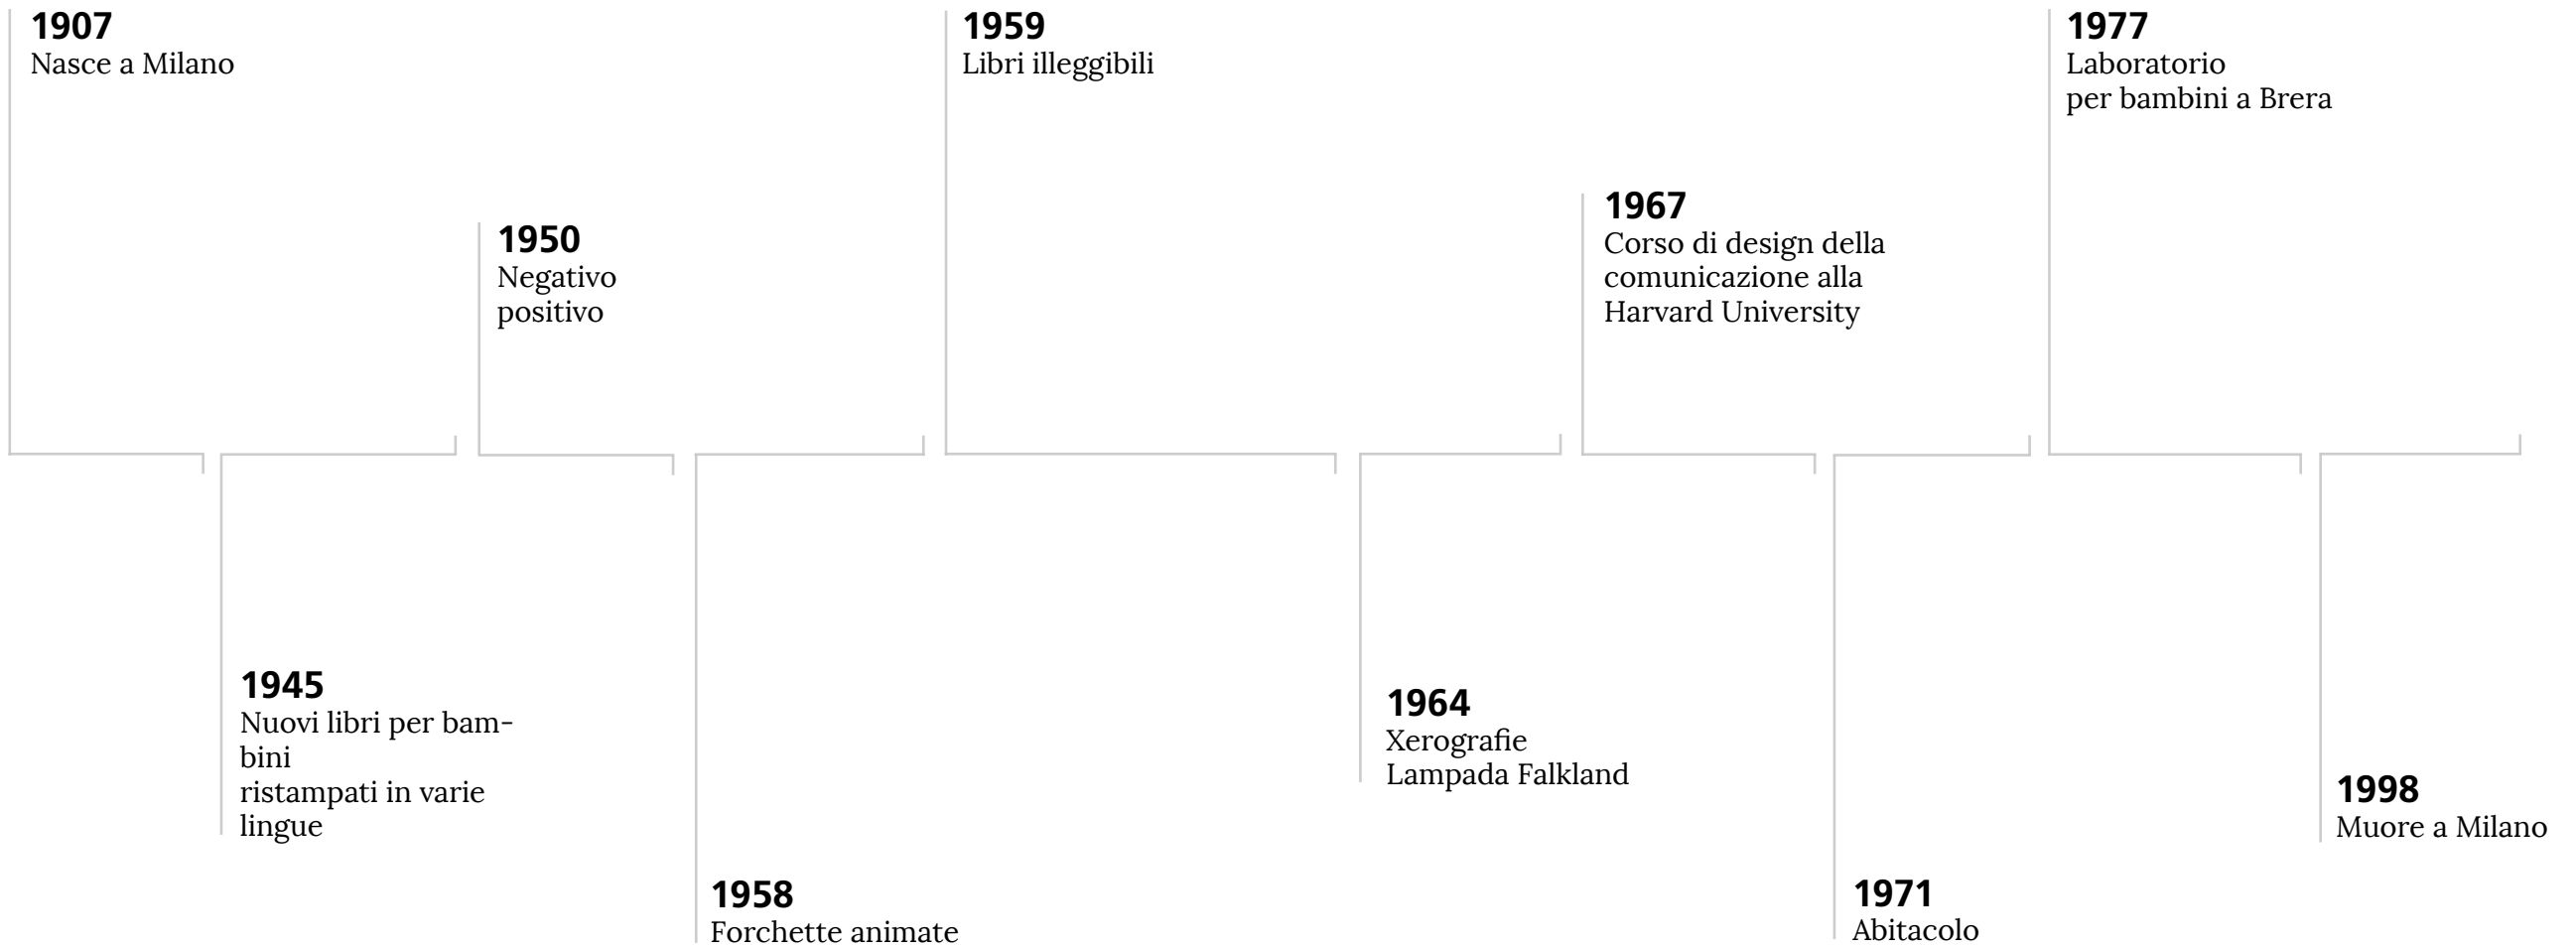 1907
Nasce a Milano
1945
Nuovi libri per bam-
bini
ristampati in varie
lingue
1950
Negativo
positivo
1958
Forchette animate
1959
Libri illeggibili
1964
Xerografie
Lampada Falkland
1967
Corso di design della
comunicazione alla
Harvard University
1971
Abitacolo
1977
Laboratorio
per bambini a Brera
1998
Muore a Milano